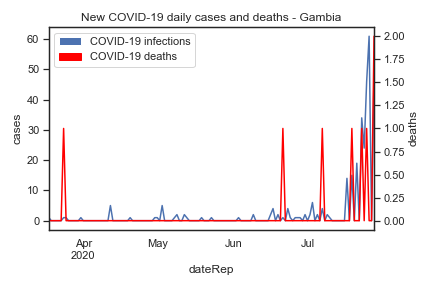 New COVID-19 daily cases and deaths - Gambia
COVID-19 infections
COVID-19 deaths
60
50
40
30
20
10
0
cases
2.00
1.75
1.50
1.25
1.00
0.75
0.50
0.25
0.00
deaths
Apr May Jun Jul
2020
dateRep